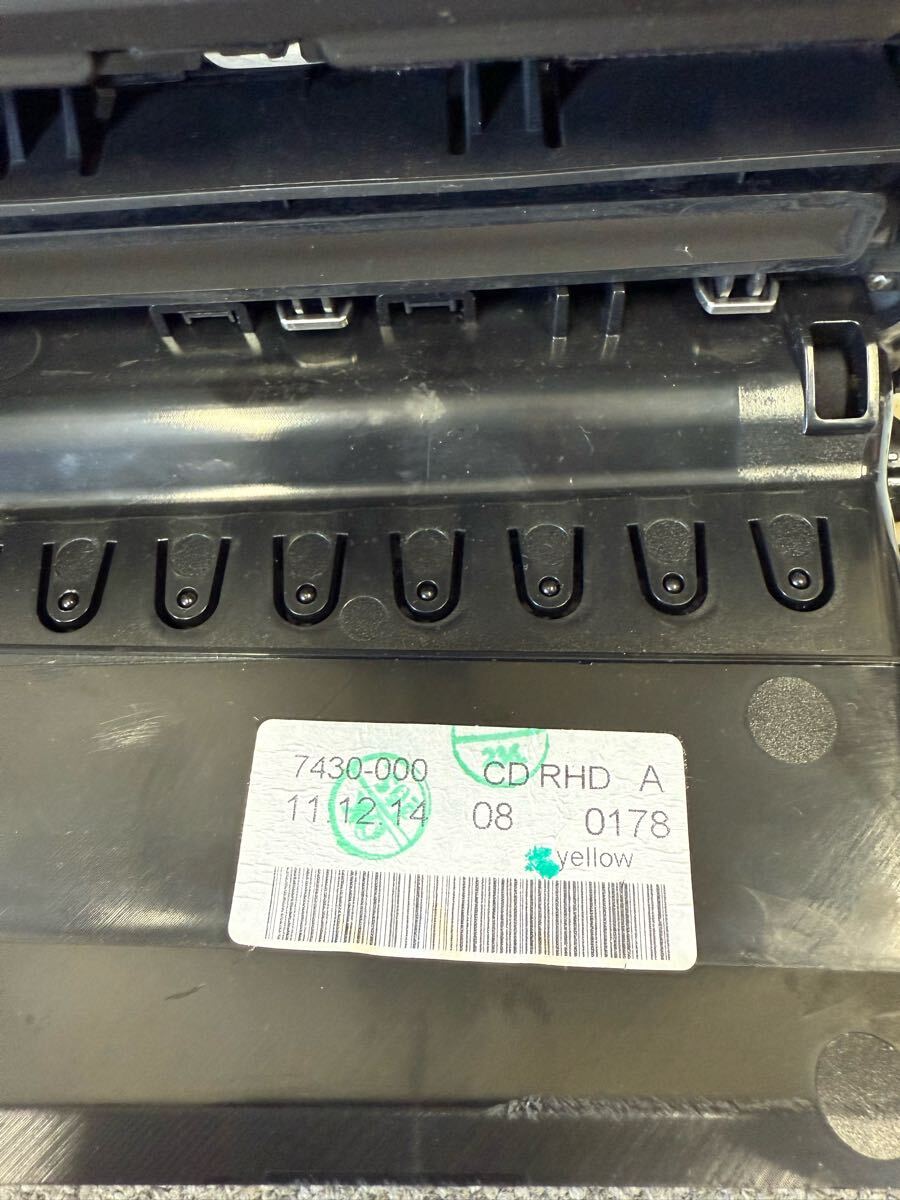 7430-000 CD RHD A
11.12.14 08 0178
yellow